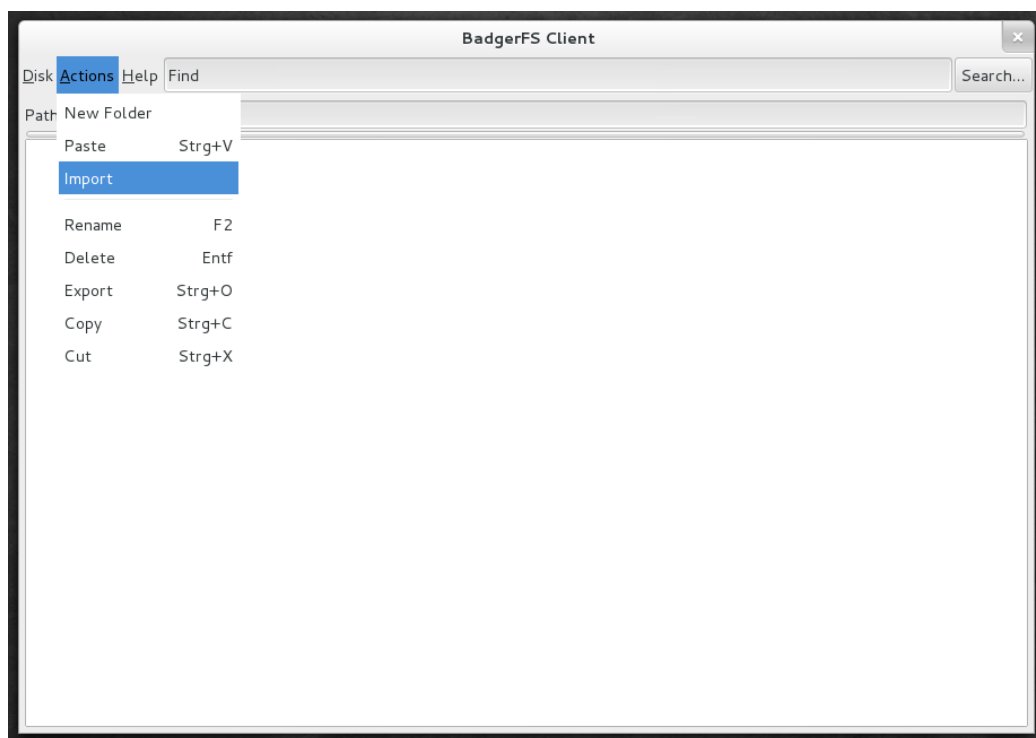 BadgerFS Client
Disk Actions Help Find Search...
Path
New Folder
Paste Strg+V
Import
Rename F2
Delete Entf
Export Strg+O
Copy Strg+C
Cut Strg+X